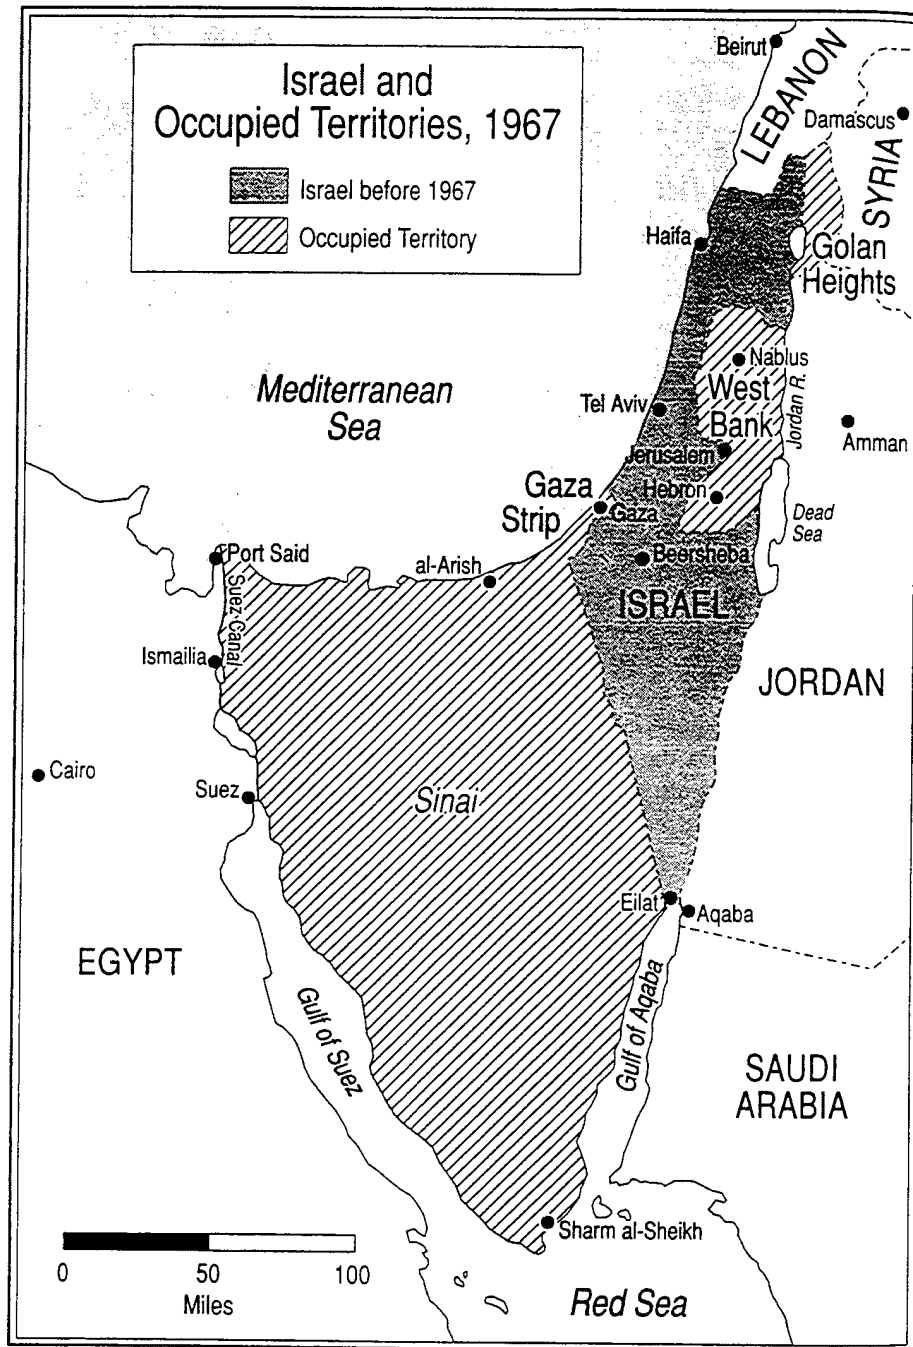 Israel and
Occupied Territories, 1967
Israel before 1967
Occupied Territory
Beirut
LEBANON
Damascus
SYRIA
Haifa
Golan
Heights
Nablus
Mediterranean
Sea
West
Bank
Jordan R.
Tel Aviv
Amman
Jerusalem
Gaza
Strip
Hebron
Gaza
Dead
Sea
Port Said
al-Arish
Beersheba
Suez Canal
ISRAEL
Ismailia
JORDAN
Cairo
Suez
Sinai
Eilat
Aqaba
EGYPT
Gulf of Suez
Gulf of Aqaba
SAUDI
ARABIA
Sharm al-Sheikh
0 50 100
Miles
Red Sea